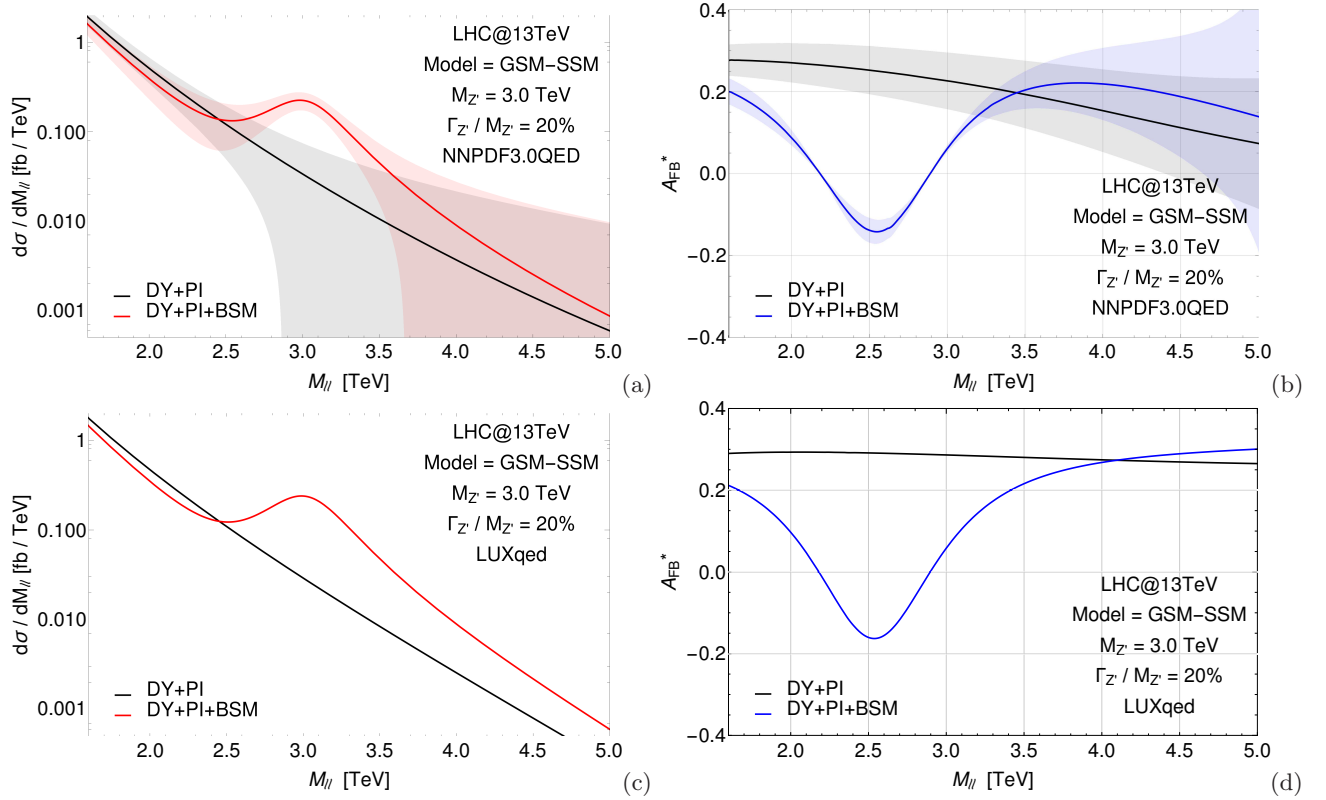 LHC@13TeV
Model = GSM−SSM
M_Z' = 3.0 TeV
Γ_Z' / M_Z' = 20%
NNPDF3.0QED
DY+PI
DY+PI+BSM
dσ / dM_ll [fb / TeV]
1
0.100
0.010
0.001
2.0 2.5 3.0 3.5 4.0 4.5 5.0
M_ll [TeV]
(a)
LHC@13TeV
Model = GSM−SSM
M_Z' = 3.0 TeV
Γ_Z' / M_Z' = 20%
NNPDF3.0QED
DY+PI
DY+PI+BSM
A_FB*
0.4
0.2
0.0
−0.2
−0.4
2.0 2.5 3.0 3.5 4.0 4.5 5.0
M_ll [TeV]
(b)
LHC@13TeV
Model = GSM−SSM
M_Z' = 3.0 TeV
Γ_Z' / M_Z' = 20%
LUXqed
DY+PI
DY+PI+BSM
dσ / dM_ll [fb / TeV]
1
0.100
0.010
0.001
2.0 2.5 3.0 3.5 4.0 4.5 5.0
M_ll [TeV]
(c)
LHC@13TeV
Model = GSM−SSM
M_Z' = 3.0 TeV
Γ_Z' / M_Z' = 20%
LUXqed
DY+PI
DY+PI+BSM
A_FB*
0.4
0.2
0.0
−0.2
−0.4
2.0 2.5 3.0 3.5 4.0 4.5 5.0
M_ll [TeV]
(d)